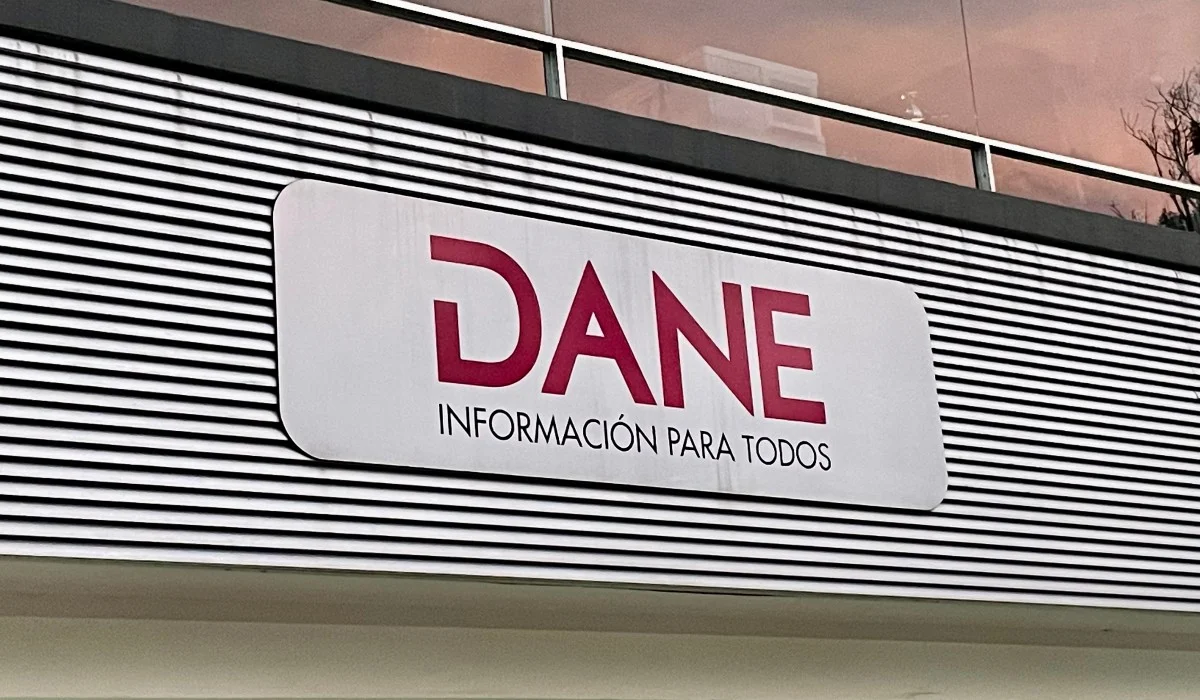 DANE
INFORMACIÓN PARA TODOS